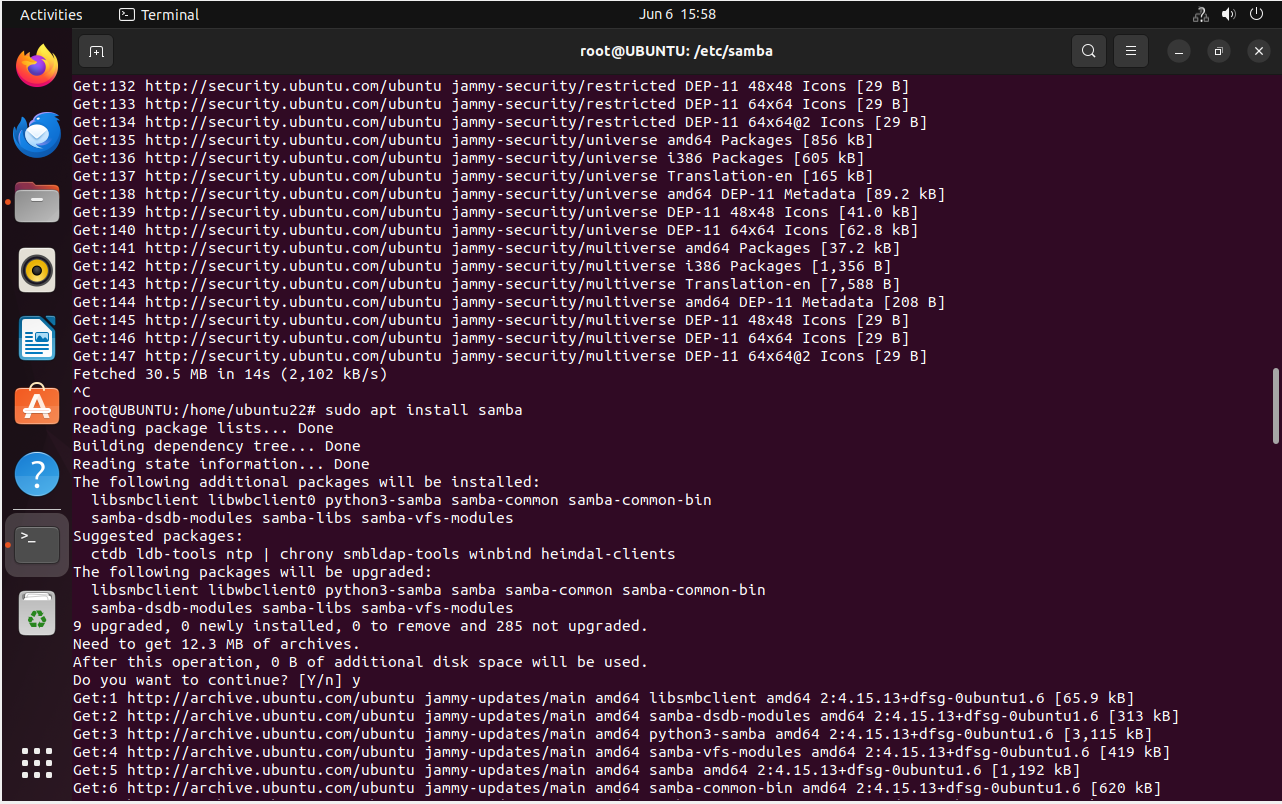 Activities Terminal Jun 6 15:58
root@UBUNTU: /etc/samba
Get:132 http://security.ubuntu.com/ubuntu jammy-security/restricted DEP-11 48x48 Icons [29 B]
Get:133 http://security.ubuntu.com/ubuntu jammy-security/restricted DEP-11 64x64 Icons [29 B]
Get:134 http://security.ubuntu.com/ubuntu jammy-security/restricted DEP-11 64x64@2 Icons [29 B]
Get:135 http://security.ubuntu.com/ubuntu jammy-security/universe amd64 Packages [856 kB]
Get:136 http://security.ubuntu.com/ubuntu jammy-security/universe i386 Packages [605 kB]
Get:137 http://security.ubuntu.com/ubuntu jammy-security/universe Translation-en [165 kB]
Get:138 http://security.ubuntu.com/ubuntu jammy-security/universe amd64 DEP-11 Metadata [89.2 kB]
Get:139 http://security.ubuntu.com/ubuntu jammy-security/universe DEP-11 48x48 Icons [41.0 kB]
Get:140 http://security.ubuntu.com/ubuntu jammy-security/universe DEP-11 64x64 Icons [62.8 kB]
Get:141 http://security.ubuntu.com/ubuntu jammy-security/multiverse amd64 Packages [37.2 kB]
Get:142 http://security.ubuntu.com/ubuntu jammy-security/multiverse i386 Packages [1,356 B]
Get:143 http://security.ubuntu.com/ubuntu jammy-security/multiverse Translation-en [7,588 B]
Get:144 http://security.ubuntu.com/ubuntu jammy-security/multiverse amd64 DEP-11 Metadata [208 B]
Get:145 http://security.ubuntu.com/ubuntu jammy-security/multiverse DEP-11 48x48 Icons [29 B]
Get:146 http://security.ubuntu.com/ubuntu jammy-security/multiverse DEP-11 64x64 Icons [29 B]
Get:147 http://security.ubuntu.com/ubuntu jammy-security/multiverse DEP-11 64x64@2 Icons [29 B]
Fetched 30.5 MB in 14s (2,102 kB/s)
^C
root@UBUNTU:/home/ubuntu22# sudo apt install samba
Reading package lists... Done
Building dependency tree... Done
Reading state information... Done
The following additional packages will be installed:
libsmbclient libwbclient0 python3-samba samba-common samba-common-bin
samba-dsdb-modules samba-libs samba-vfs-modules
Suggested packages:
ctdb ldb-tools ntp | chrony smbldap-tools winbind heimdal-clients
The following packages will be upgraded:
libsmbclient libwbclient0 python3-samba samba samba-common samba-common-bin
samba-dsdb-modules samba-libs samba-vfs-modules
9 upgraded, 0 newly installed, 0 to remove and 285 not upgraded.
Need to get 12.3 MB of archives.
After this operation, 0 B of additional disk space will be used.
Do you want to continue? [Y/n] y
Get:1 http://archive.ubuntu.com/ubuntu jammy-updates/main amd64 libsmbclient amd64 2:4.15.13+dfsg-0ubuntu1.6 [65.9 kB]
Get:2 http://archive.ubuntu.com/ubuntu jammy-updates/main amd64 samba-dsdb-modules amd64 2:4.15.13+dfsg-0ubuntu1.6 [313 kB]
Get:3 http://archive.ubuntu.com/ubuntu jammy-updates/main amd64 python3-samba amd64 2:4.15.13+dfsg-0ubuntu1.6 [3,115 kB]
Get:4 http://archive.ubuntu.com/ubuntu jammy-updates/main amd64 samba-vfs-modules amd64 2:4.15.13+dfsg-0ubuntu1.6 [419 kB]
Get:5 http://archive.ubuntu.com/ubuntu jammy-updates/main amd64 samba amd64 2:4.15.13+dfsg-0ubuntu1.6 [1,192 kB]
Get:6 http://archive.ubuntu.com/ubuntu jammy-updates/main amd64 samba-common-bin amd64 2:4.15.13+dfsg-0ubuntu1.6 [620 kB]